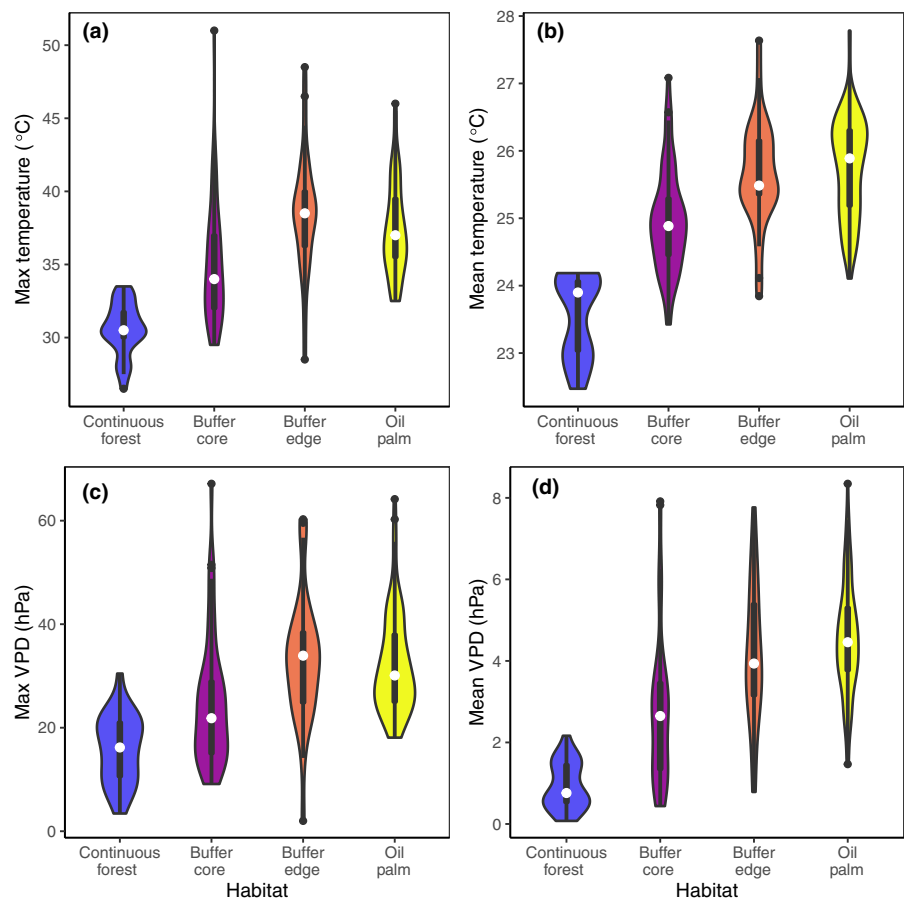 (a)
Max temperature (°C)
50
45
40
35
30
Continuous
forest
Buffer
core
Buffer
edge
Oil
palm
(b)
Mean temperature (°C)
28
27
26
25
24
23
Continuous
forest
Buffer
core
Buffer
edge
Oil
palm
(c)
Max VPD (hPa)
60
40
20
0
Continuous
forest
Buffer
core
Buffer
edge
Oil
palm
Habitat
(d)
Mean VPD (hPa)
8
6
4
2
0
Continuous
forest
Buffer
core
Buffer
edge
Oil
palm
Habitat